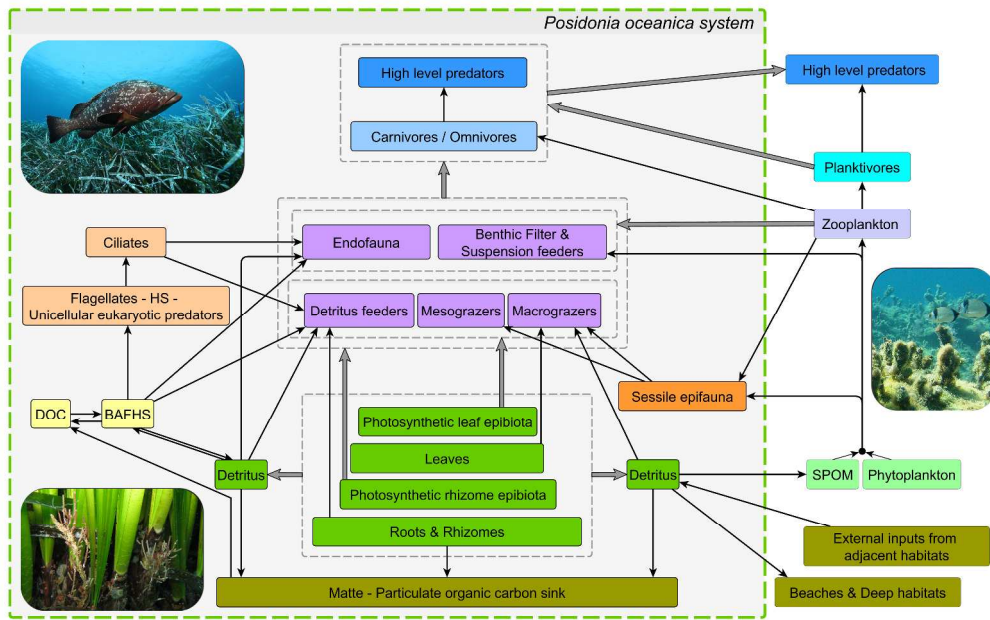 Posidonia oceanica system
High level predators
High level predators
Carnivores / Omnivores
Planktivores
Zooplankton
Ciliates
Endofauna
Benthic Filter &
Suspension feeders
Flagellates - HS -
Unicellular eukaryotic predators
Detritus feeders
Mesograzers
Macrograzers
Sessile epifauna
DOC
BAFHS
Photosynthetic leaf epibiota
Leaves
Detritus
Detritus
SPOM
Phytoplankton
Photosynthetic rhizome epibiota
Roots & Rhizomes
External inputs from
adjacent habitats
Matte - Particulate organic carbon sink
Beaches & Deep habitats